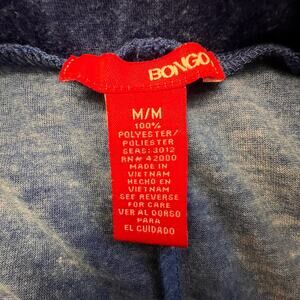 BONGO
M/M
100%
POLYESTER/
POLIESTER
SEAS: 3012
RN# 42000
MADE IN
VIETNAM
HECHO EN
VIETNAM
SEE REVERSE
FOR CARE
VER AL DORSO
PARA
EL CUIDADO